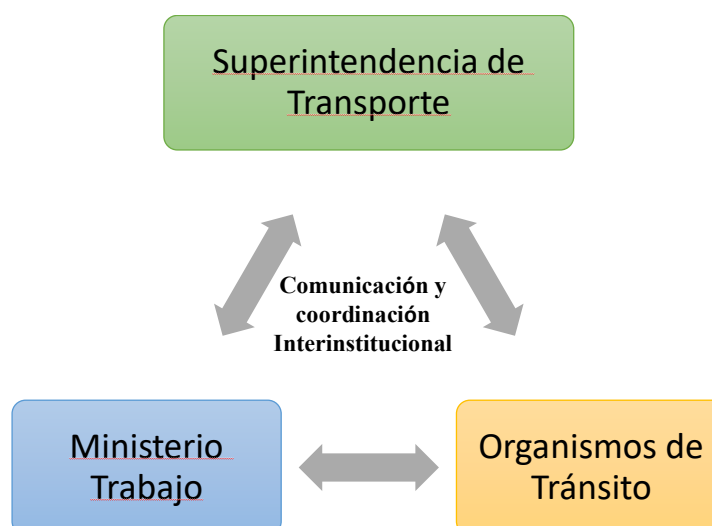 Superintendencia de
Transporte
Comunicación y
coordinación
Interinstitucional
Ministerio
Trabajo
Organismos de
Tránsito